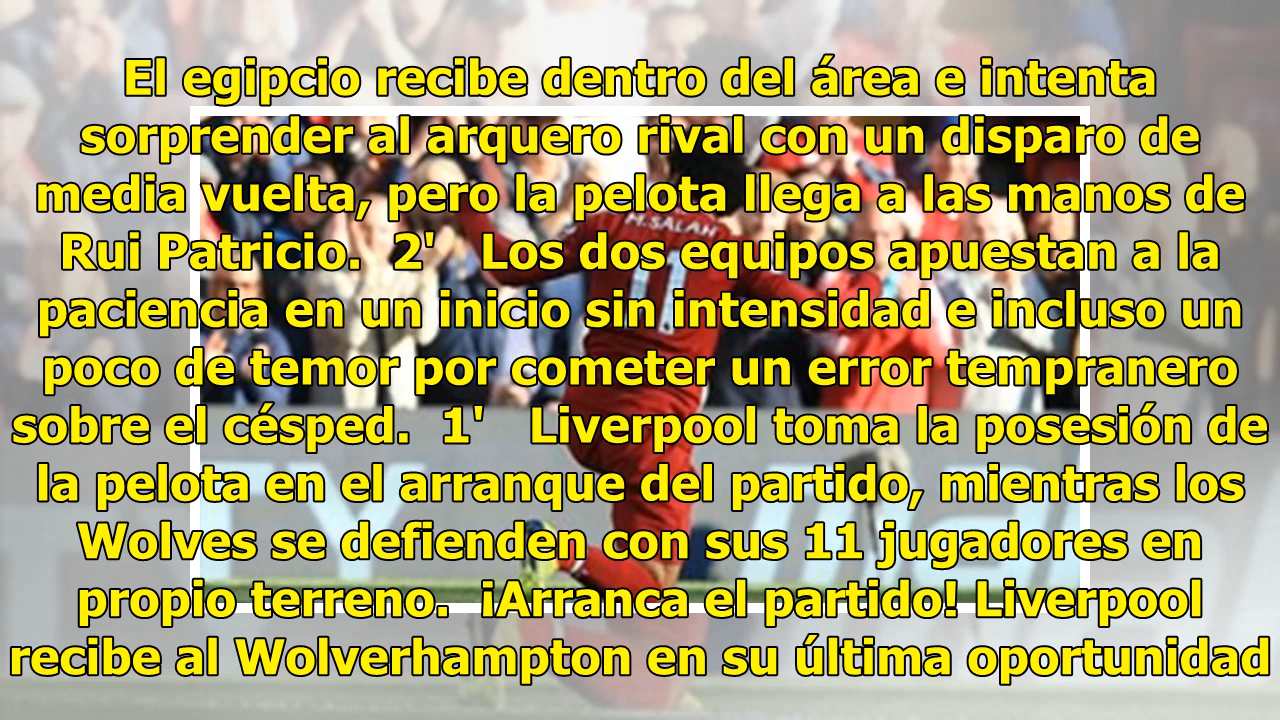 El egipcio recibe dentro del área e intenta
sorprender al arquero rival con un disparo de
media vuelta, pero la pelota llega a las manos de
Rui Patricio.  2'   Los dos equipos apuestan a la
paciencia en un inicio sin intensidad e incluso un
poco de temor por cometer un error tempranero
sobre el césped.  1'   Liverpool toma la posesión de
la pelota en el arranque del partido, mientras los
Wolves se defienden con sus 11 jugadores en
propio terreno.  ¡Arranca el partido! Liverpool
recibe al Wolverhampton en su última oportunidad
M.SALAH
11